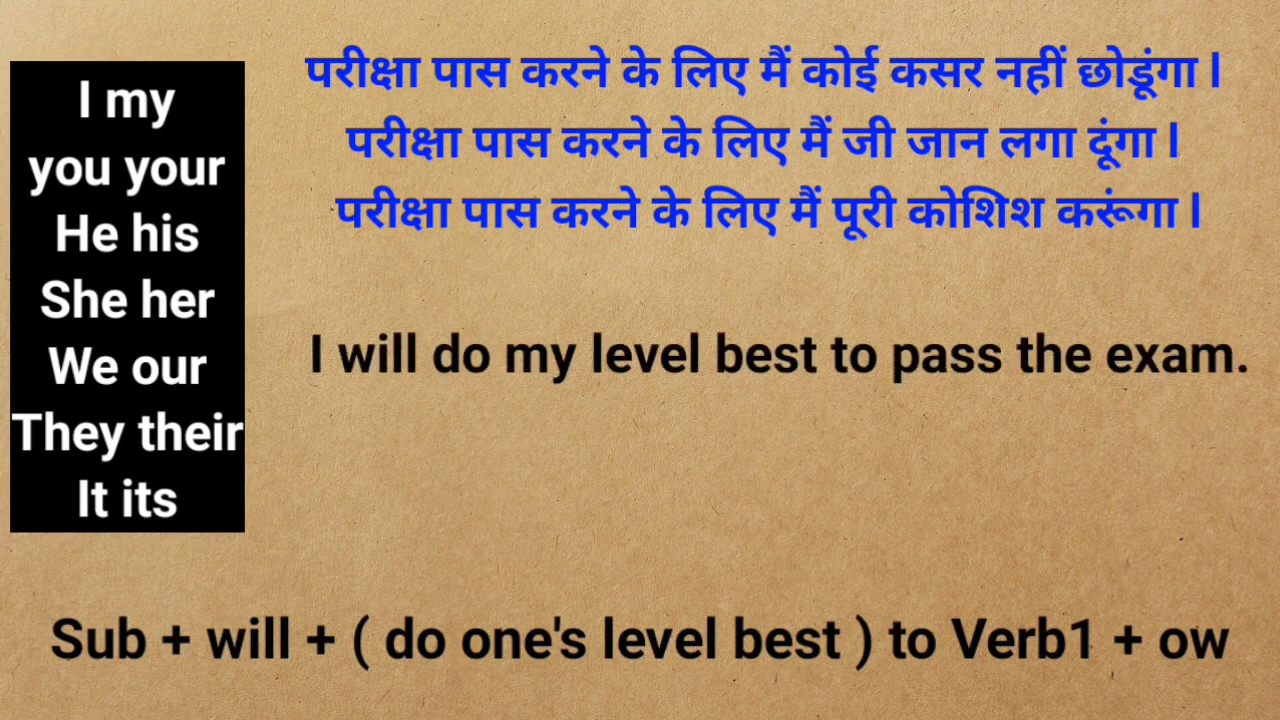 I my
you your
He his
She her
We our
They their
It its
परीक्षा पास करने के लिए मैं कोई कसर नहीं छोडूंगा l
परीक्षा पास करने के लिए मैं जी जान लगा दूंगा l
परीक्षा पास करने के लिए मैं पूरी कोशिश करूंगा l
I will do my level best to pass the exam.
Sub + will + ( do one's level best ) to Verb1 + ow